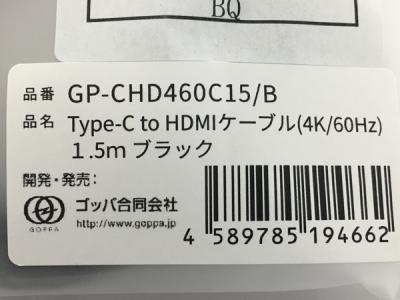 BQ
品番 GP-CHD460C15/B
品名 Type-C to HDMIケーブル(4K/60Hz)
１.5m ブラック
開発・発売:
ゴッパ合同会社
GOPPA
http://www.goppa.jp/
4 589785 194662